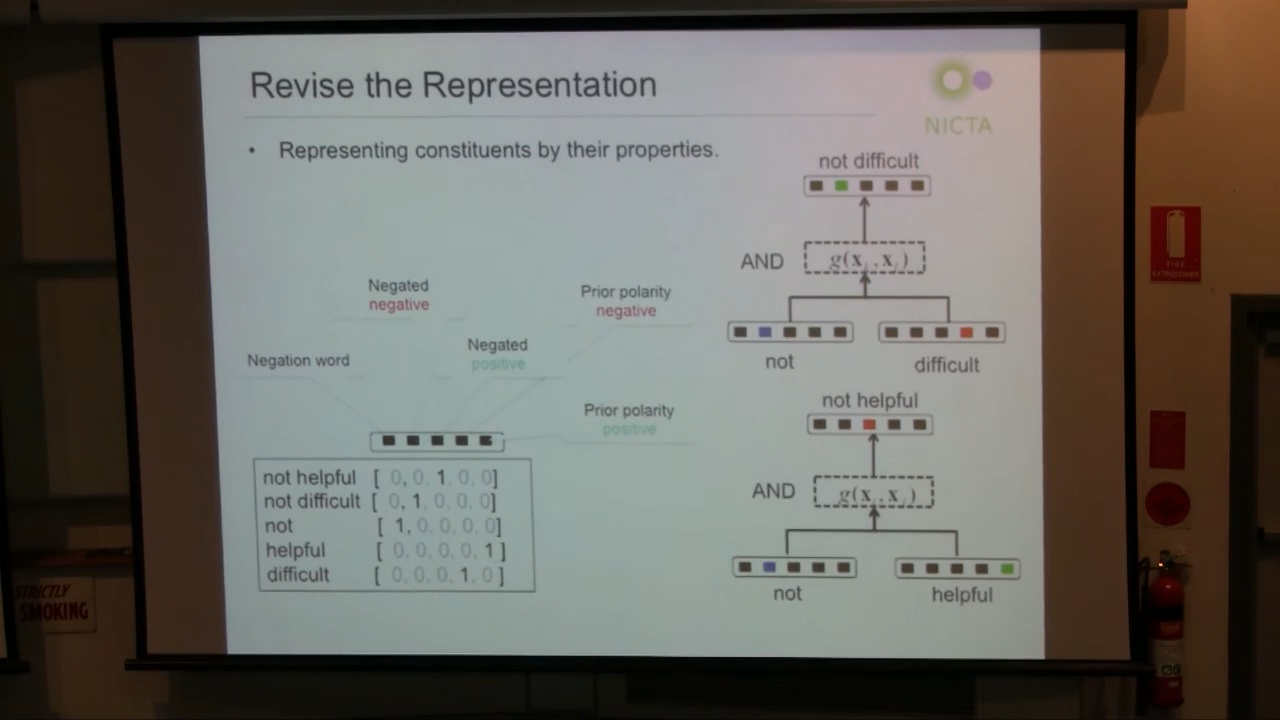 Revise the Representation
NICTA
• Representing constituents by their properties.
not difficult
AND
g(x , x )
not
difficult
Negated
negative
Prior polarity
negative
Negation word
Negated
positive
Prior polarity
positive
not helpful [ 0, 0, 1, 0, 0]
not difficult [ 0, 1, 0, 0, 0]
not [ 1, 0, 0, 0, 0]
helpful [ 0, 0, 0, 0, 1 ]
difficult [ 0, 0, 0, 1, 0 ]
not helpful
AND
g(x , x )
not
helpful
FIRE
EXTINGUISHER
STRICTLY
SMOKING